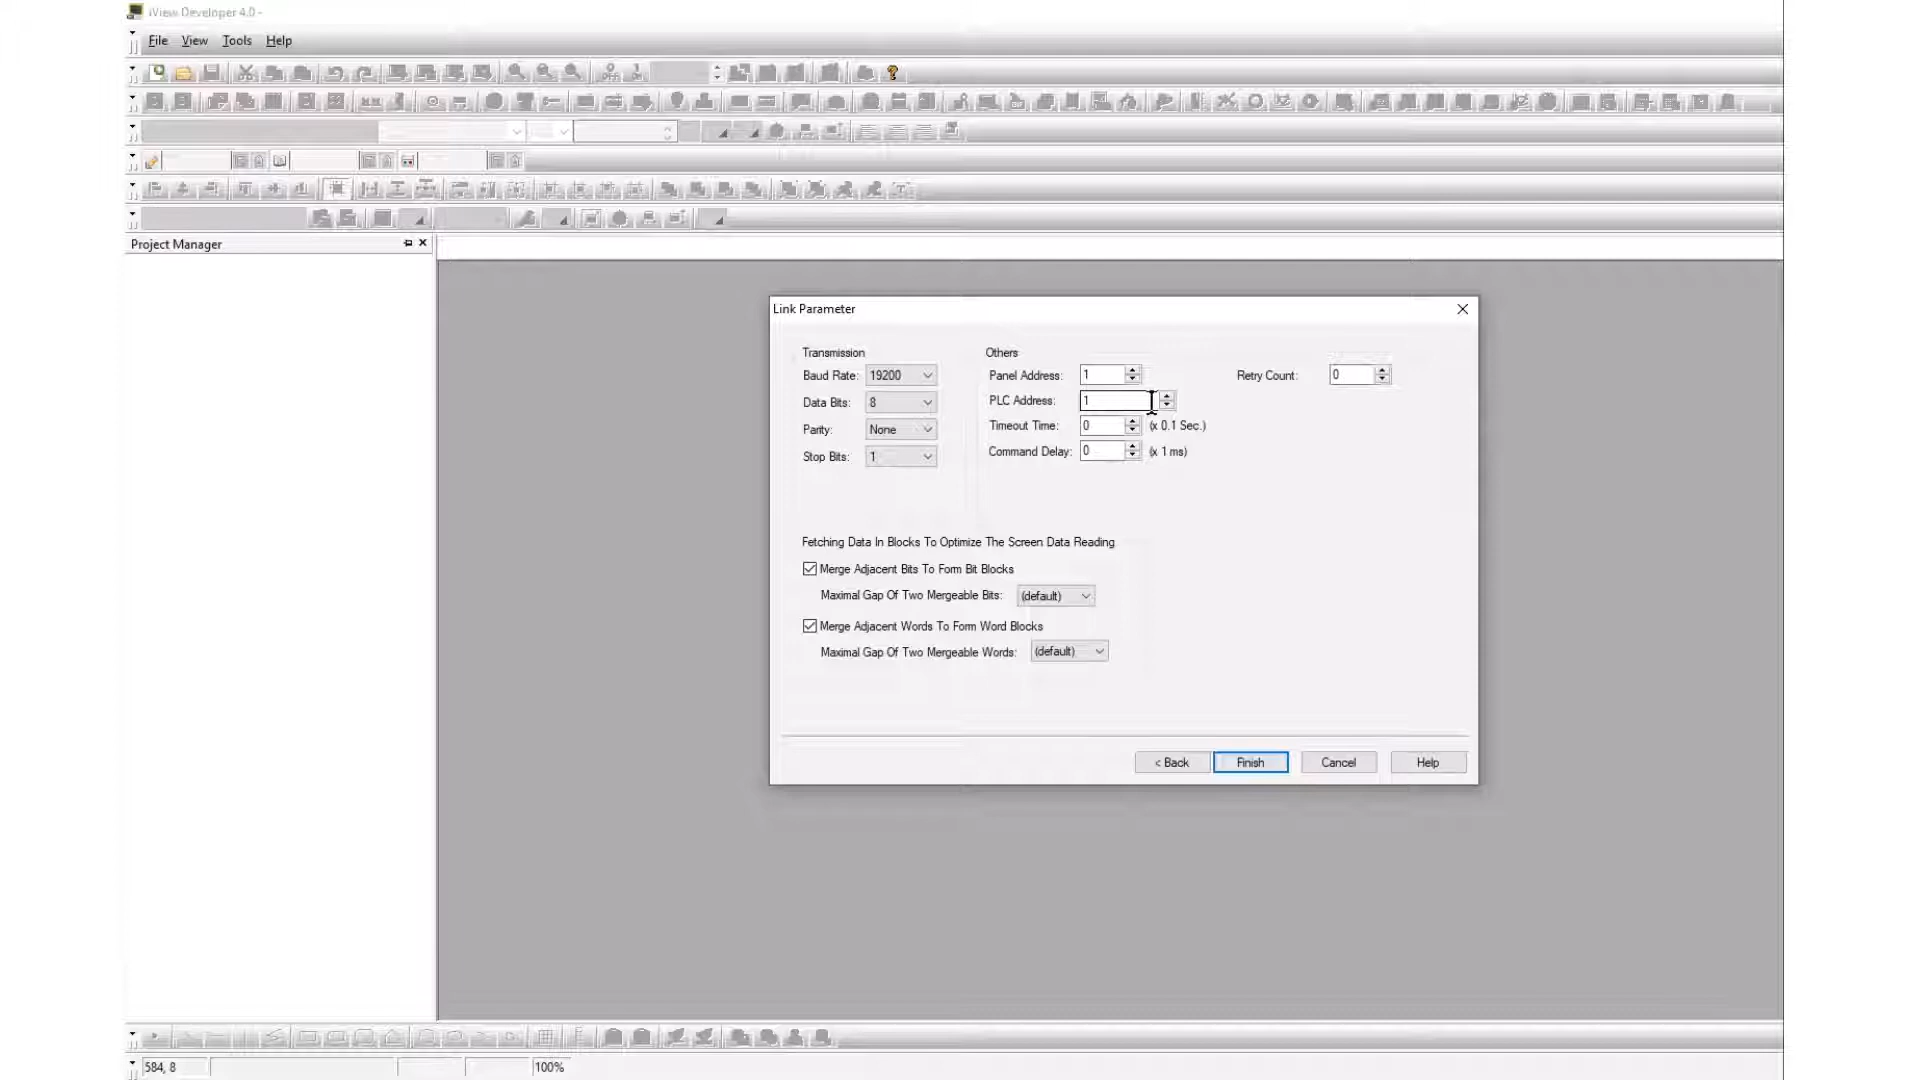 iView Developer 4.0 -
File View Tools Help
Project Manager
Link Parameter
Transmission
Baud Rate: 19200
Data Bits: 8
Parity: None
Stop Bits: 1
Others
Panel Address: 1
PLC Address: 1
Timeout Time: 0 (x 0.1 Sec.)
Command Delay: 0 (x 1 ms)
Retry Count: 0
Fetching Data In Blocks To Optimize The Screen Data Reading
Merge Adjacent Bits To Form Bit Blocks
Maximal Gap Of Two Mergeable Bits: (default)
Merge Adjacent Words To Form Word Blocks
Maximal Gap Of Two Mergeable Words: (default)
< Back Finish Cancel Help
584, 8 100%